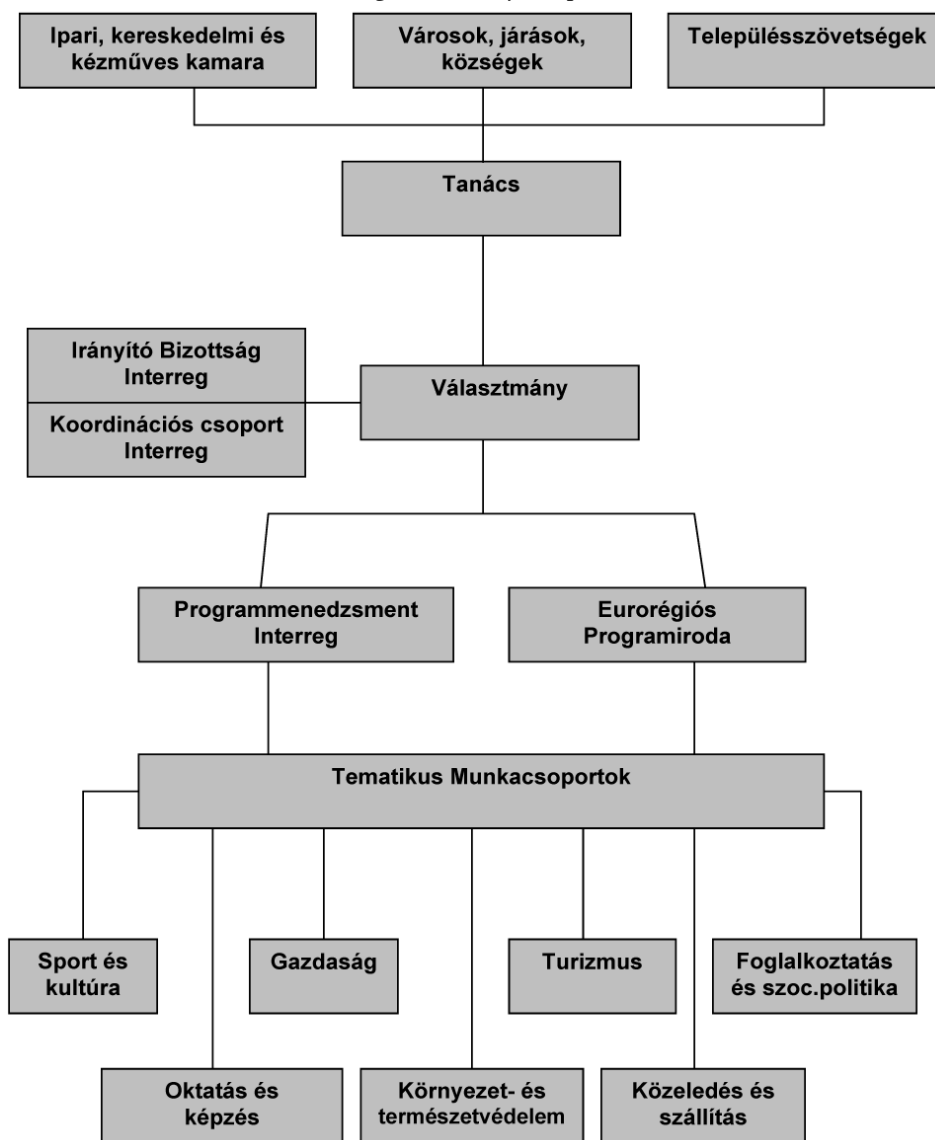 Ipari, kereskedelmi és
kézműves kamara
Városok, járások,
községek
Településszövetségek
Tanács
Irányító Bizottság
Interreg
Koordinációs csoport
Interreg
Választmány
Programmenedzsment
Interreg
Eurorégiós
Programiroda
Tematikus Munkacsoportok
Sport és
kultúra
Gazdaság
Turizmus
Foglalkoztatás
és szoc.politika
Oktatás és
képzés
Környezet- és
természetvédelem
Közeledés és
szállítás